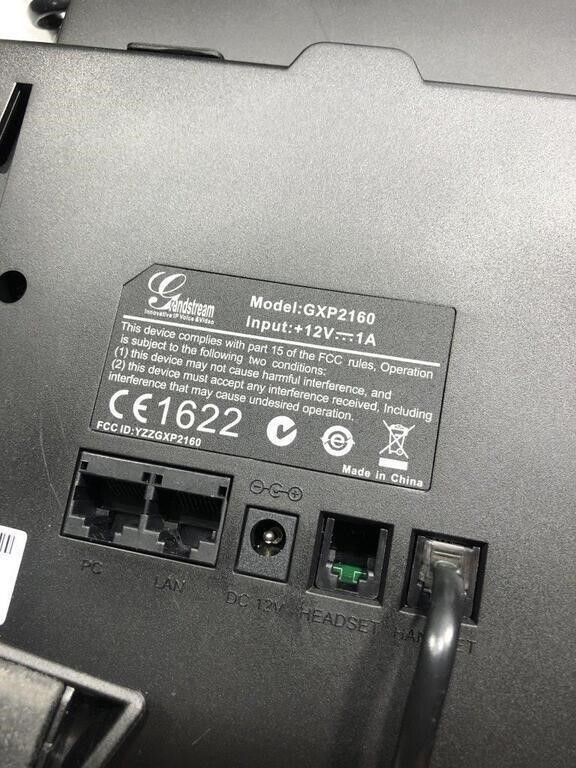 Grandstream
Innovative IP Voice & Video
Model:GXP2160
Input:+12V⎓1A
This device complies with part 15 of the FCC rules, Operation
is subject to the following two conditions:
(1) this device may not cause harmful interference, and
(2) this device must accept any interference received, Including
interference that may cause undesired operation.
CE1622
FCC ID:YZZGXP2160
Made in China
PC
LAN
DC 12V
HEADSET